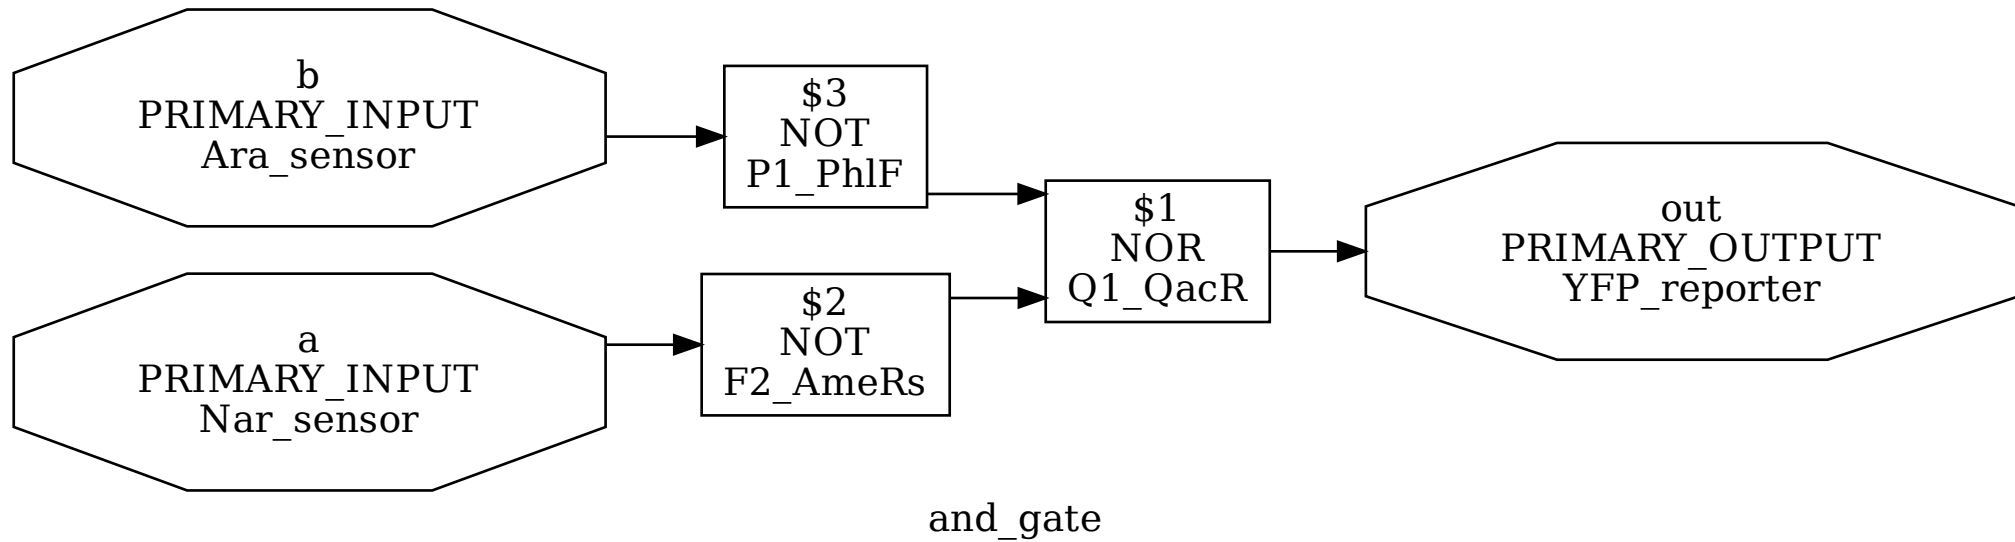 b
PRIMARY_INPUT
Ara_sensor
$3
NOT
P1_PhlF
a
PRIMARY_INPUT
Nar_sensor
$2
NOT
F2_AmeRs
$1
NOR
Q1_QacR
out
PRIMARY_OUTPUT
YFP_reporter
and_gate